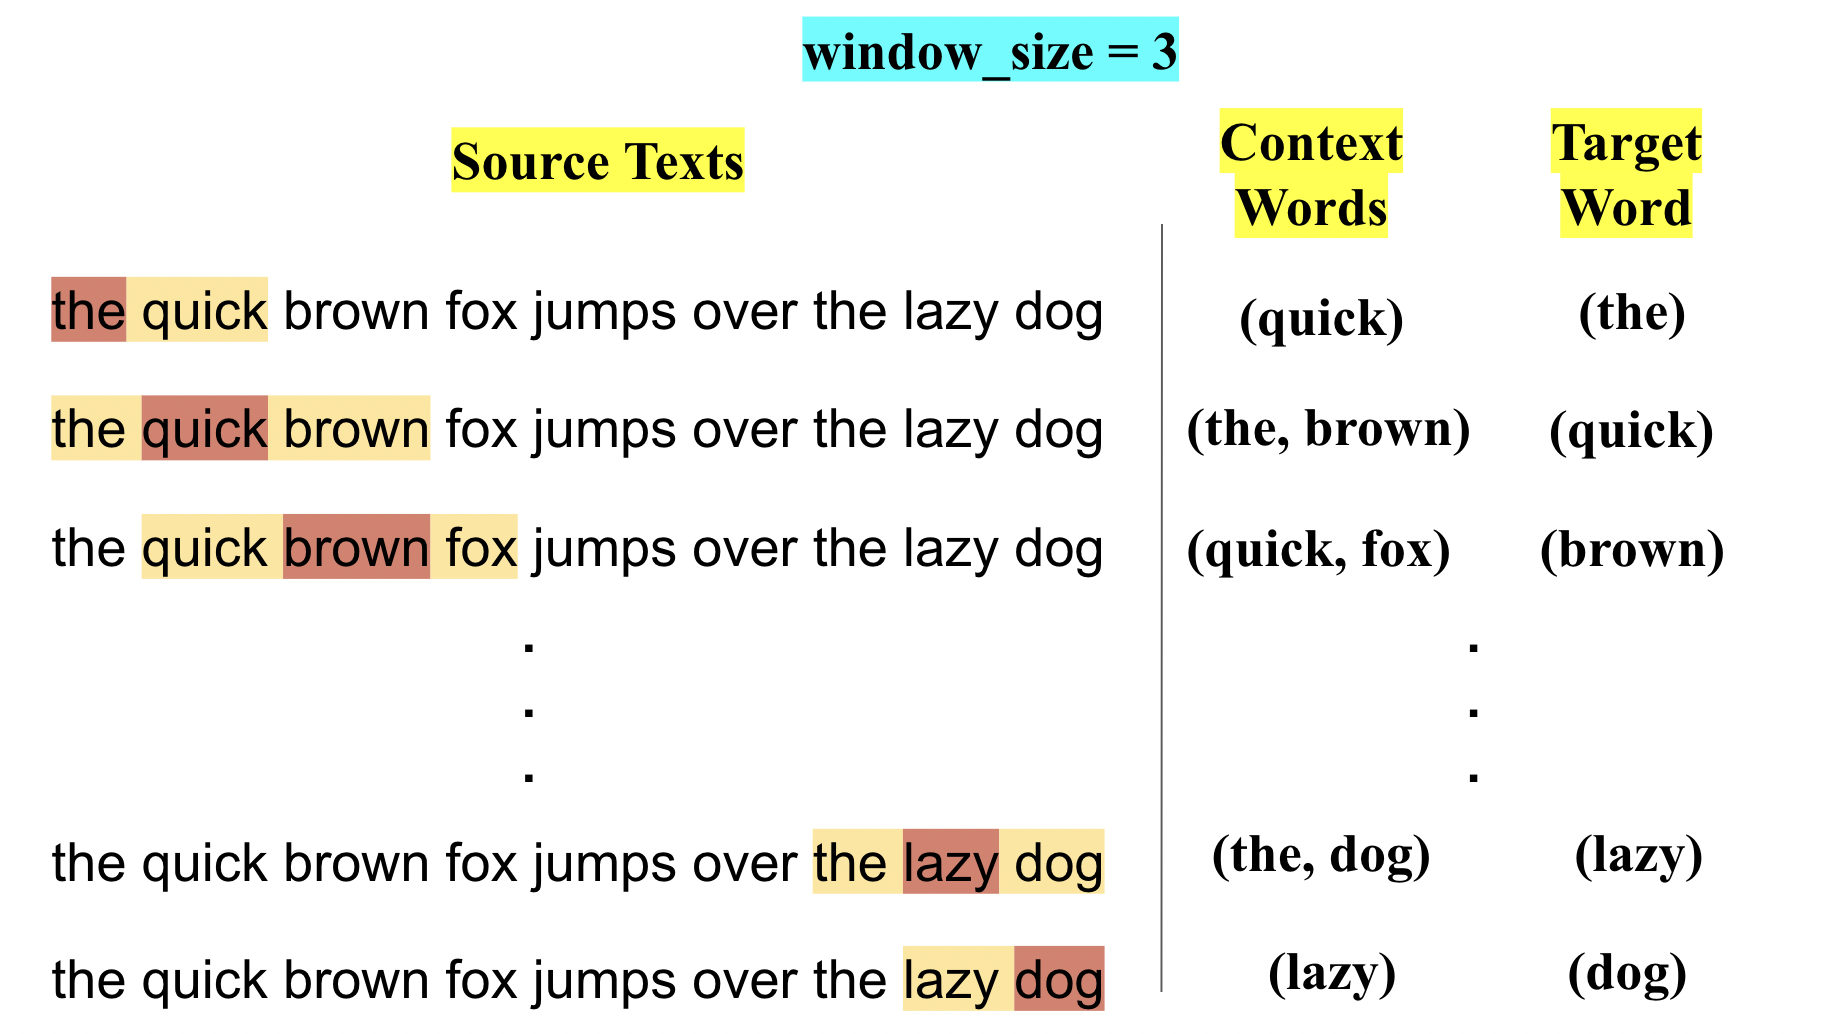 window_size = 3
Source Texts
Context
Words
Target
Word
the quick brown fox jumps over the lazy dog (quick) (the)
the quick brown fox jumps over the lazy dog (the, brown) (quick)
the quick brown fox jumps over the lazy dog (quick, fox) (brown)
. .
. .
. .
the quick brown fox jumps over the lazy dog (the, dog) (lazy)
the quick brown fox jumps over the lazy dog (lazy) (dog)